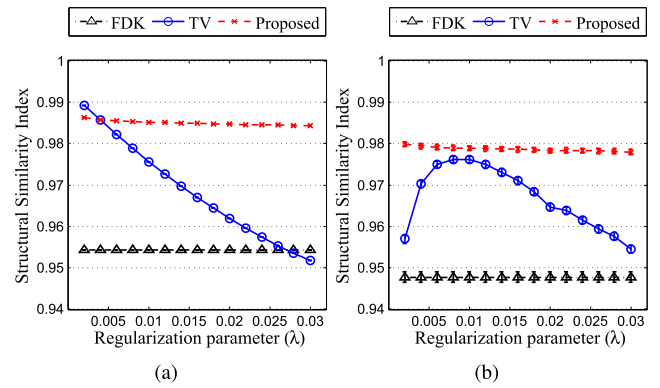 FDK TV Proposed
FDK TV Proposed
Structural Similarity Index
1
0.99
0.98
0.97
0.96
0.95
0.94
0.005 0.01 0.015 0.02 0.025 0.03
Regularization parameter (λ)
(a)
Structural Similarity Index
1
0.99
0.98
0.97
0.96
0.95
0.94
0.005 0.01 0.015 0.02 0.025 0.03
Regularization parameter (λ)
(b)